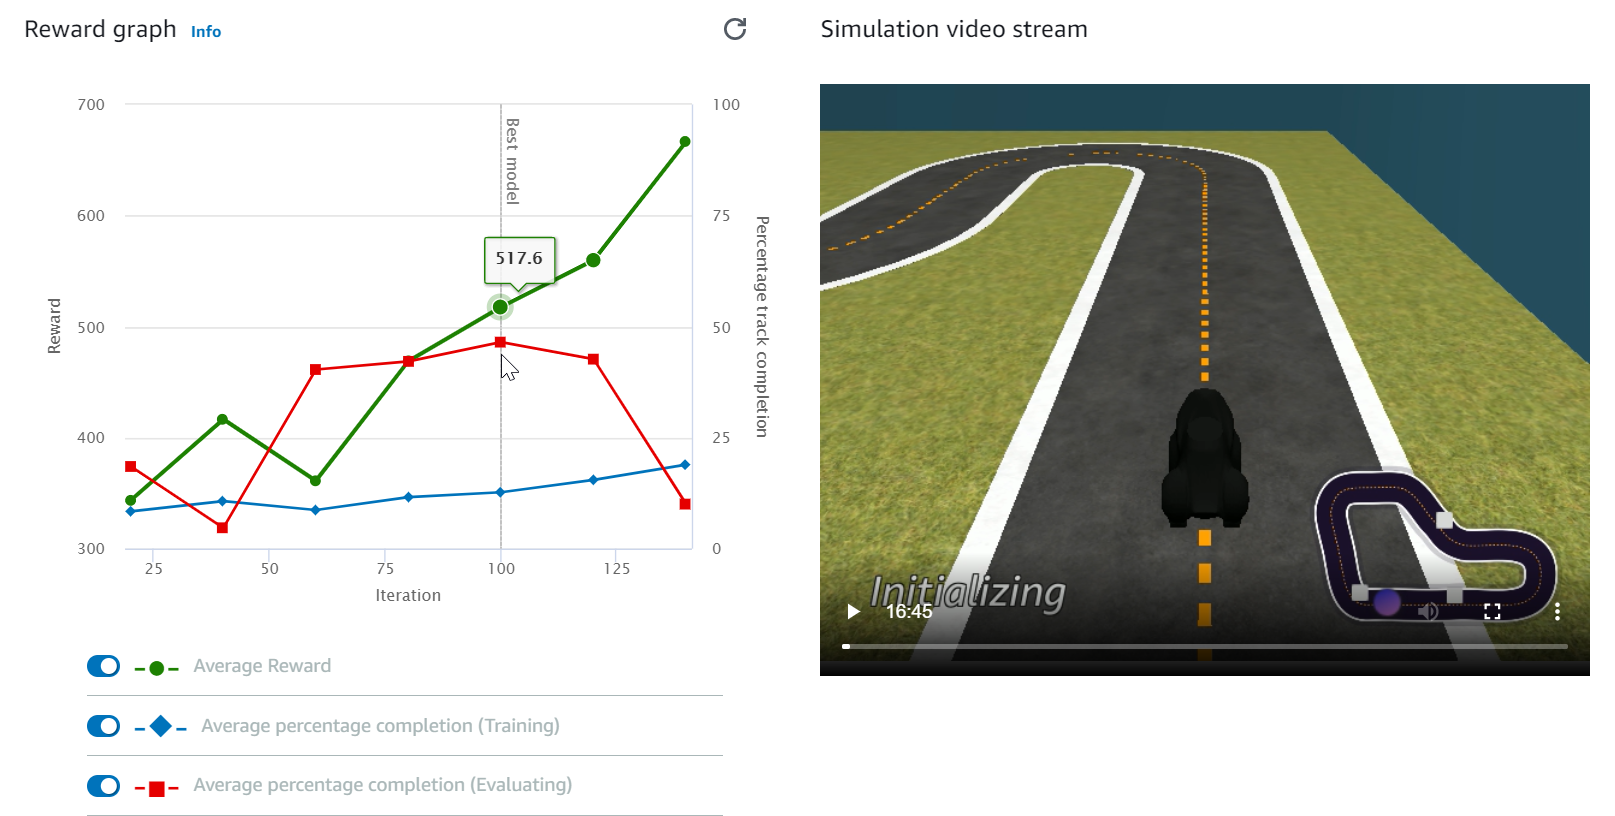 Reward graph Info
Simulation video stream
700
600
500
400
300
Reward
100
75
50
25
0
Percentage track completion
Best model
517.6
25 50 75 100 125
Iteration
Average Reward
Average percentage completion (Training)
Average percentage completion (Evaluating)
Initializing
16:45